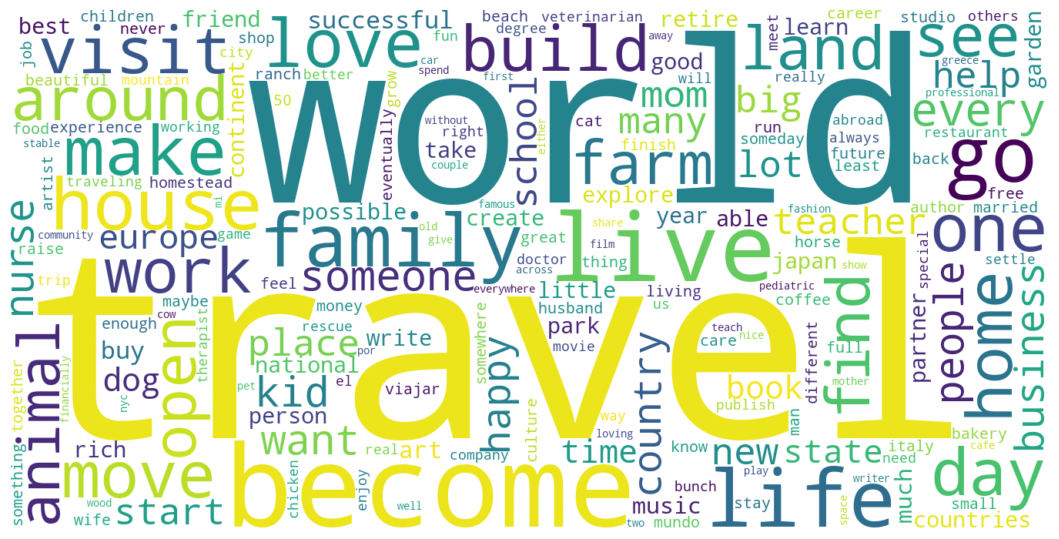 best
children
never
friend
successful
love
beach
veterinarian
away
meet
career
studio
others
job
visit
city
shop
fun
degree
build
land
learn
see
beautiful
mountain
ranch
better
car
spend
first
good
will
retire
really
greece
help
garden
around
continent
50
grow
world
school
mom
big
run
someday
abroad
professional
every
food
experience
working
without
right
cat
many
always
restaurant
stable
artist
make
eventually
take
couple
either
finish
farm
lot
future
least
back
go
traveling
homestead
mi
explore
free
nurse
house
possible
famous
create
share
year
able
fashion
teacher
author
married
one
community
europe
game
family
old
give
great
live
horse
raise
doctor
film
thing
japan
show
special
settle
trip
work
feel
someone
across
everywhere
little
living
pediatric
coffee
people
home
maybe
money
husband
us
find
partner
business
animal
cow
enough
open
therapist
travel
rescue
write
somewhere
park
teach
care
nice
different
full
buy
place
national
por
movie
country
mother
together
financially
nyc
dog
pet
kid
el
viajar
happy
book
publish
man
rich
person
culture
way
loving
bakery
something
move
want
real
art
company
time
know
new
state
italy
need
cafe
day
wood
wife
start
chicken
enjoy
become
well
two
music
mundo
bunch
stay
play
life
writer
space
much
small
countries